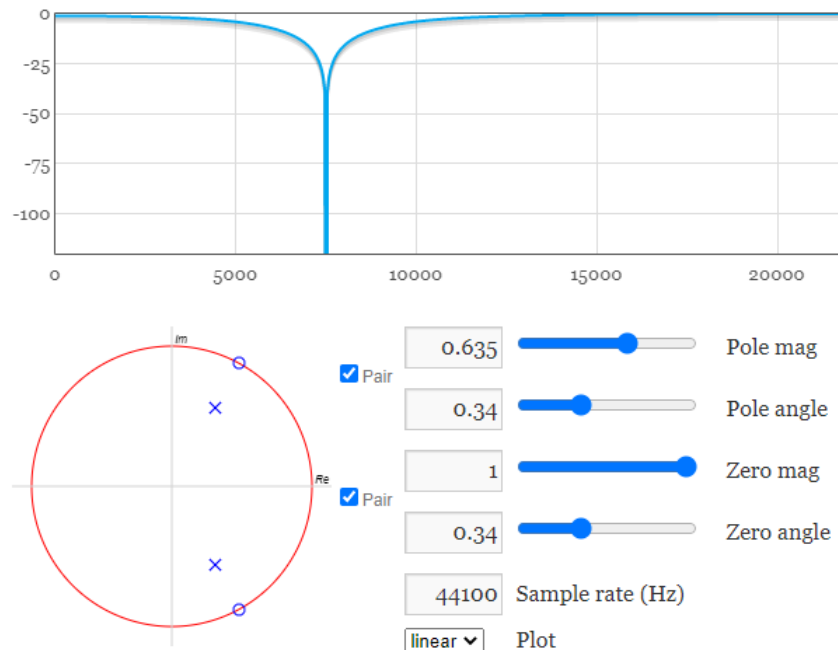 0
-25
-50
-75
-100
0 5000 10000 15000 20000
Im
Re
Pair
0.635 Pole mag
0.34 Pole angle
Pair
1 Zero mag
0.34 Zero angle
44100 Sample rate (Hz)
linear Plot